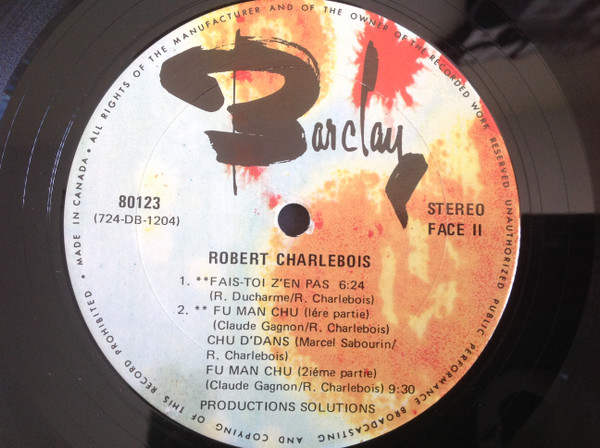 MADE IN CANADA • ALL RIGHTS OF THE MANUFACTURER AND OF THE OWNER OF THE RECORDED WORK RESERVED UNAUTHORIZED PUBLIC PERFORMANCE BROADCASTING AND COPYING OF THIS RECORD PROHIBITED •
Barclay
80123
(724-DB-1204)
STEREO
FACE II
ROBERT CHARLEBOIS
1. **FAIS-TOI Z'EN PAS 6:24
(R. Ducharme/R. Charlebois)
2. ** FU MAN CHU (lére partie)
(Claude Gagnon/R. Charlebois)
CHU D'DANS (Marcel Sabourin/
R. Charlebois)
FU MAN CHU (2iéme partie)
(Claude Gagnon/R. Charlebois) 9:30
PRODUCTIONS SOLUTIONS